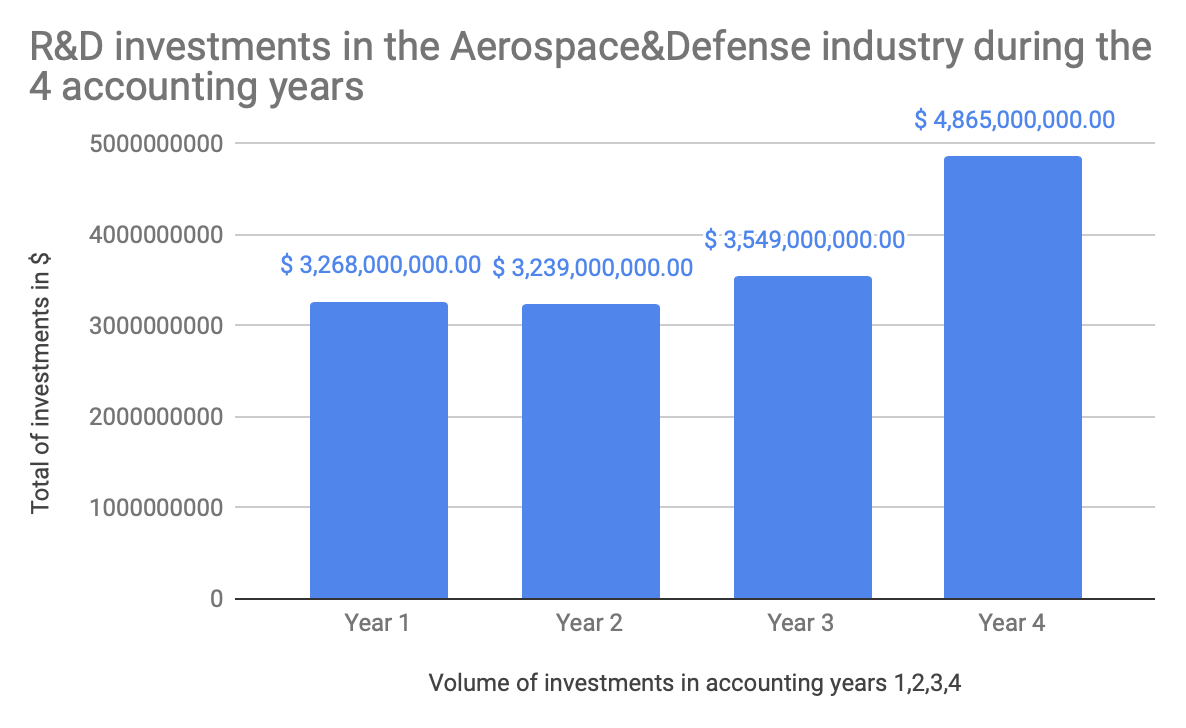 R&D investments in the Aerospace&Defense industry during the
4 accounting years
$ 4,865,000,000.00
5000000000
4000000000
$ 3,549,000,000.00
$ 3,268,000,000.00
$ 3,239,000,000.00
3000000000
2000000000
1000000000
0
Total of investments in $
Year 1
Year 2
Year 3
Year 4
Volume of investments in accounting years 1,2,3,4